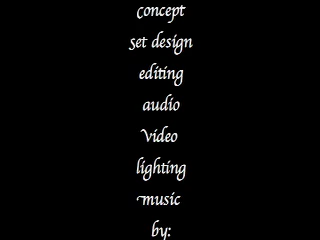 Concept
Set design
editing
audio
Video
lighting
music
by: